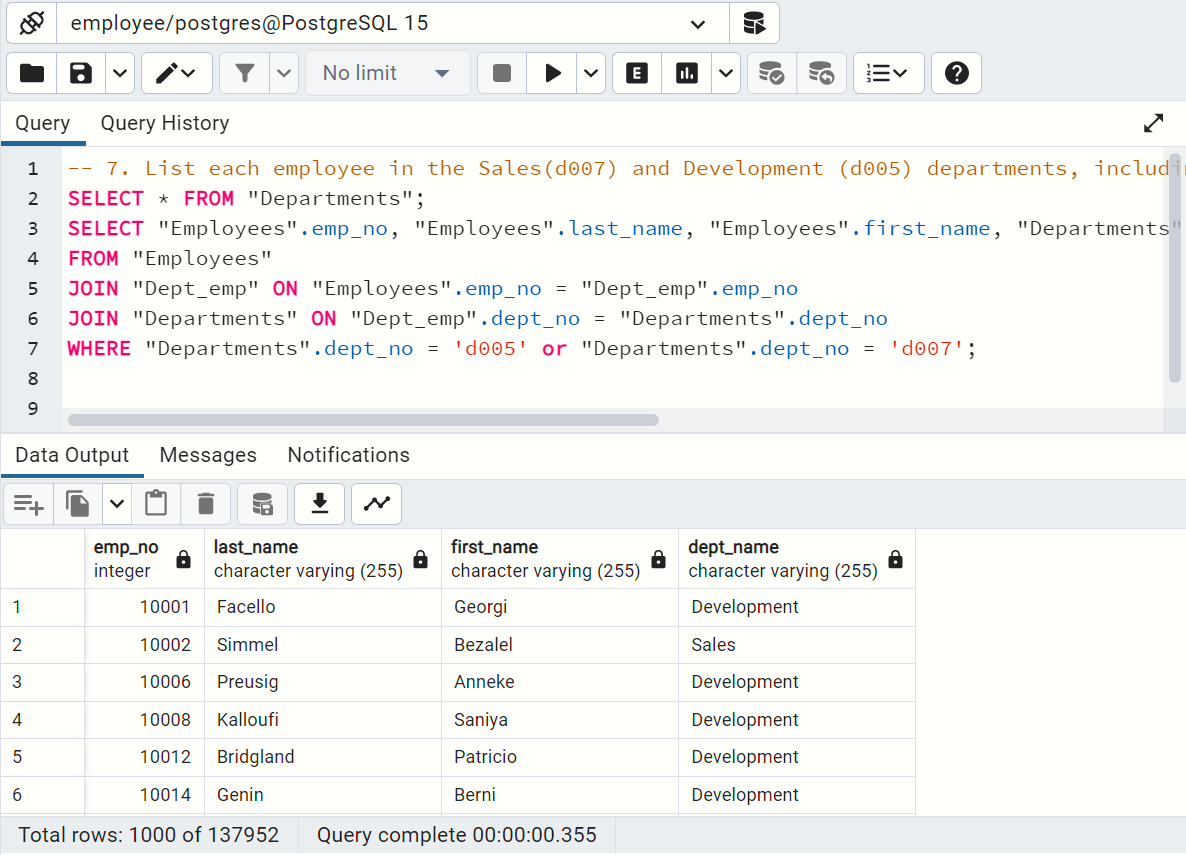 employee/postgres@PostgreSQL 15
No limit
E
Query Query History
1 -- 7. List each employee in the Sales(d007) and Development (d005) departments,
2 SELECT * FROM "Departments";
3 SELECT "Employees".emp_no, "Employees".last_name, "Employees".first_name, "Departments"
4 FROM "Employees"
5 JOIN "Dept_emp" ON "Employees".emp_no = "Dept_emp".emp_no
6 JOIN "Departments" ON "Dept_emp".dept_no = "Departments".dept_no
7 WHERE "Departments".dept_no = 'd005' or "Departments".dept_no = 'd007';
8
9
Data Output Messages Notifications
emp_no last_name first_name dept_name
integer character varying (255) character varying (255) character varying (255)
1 10001 Facello Georgi Development
2 10002 Simmel Bezalel Sales
3 10006 Preusig Anneke Development
4 10008 Kalloufi Saniya Development
5 10012 Bridgland Patricio Development
6 10014 Genin Berni Development
Total rows: 1000 of 137952 Query complete 00:00:00.355